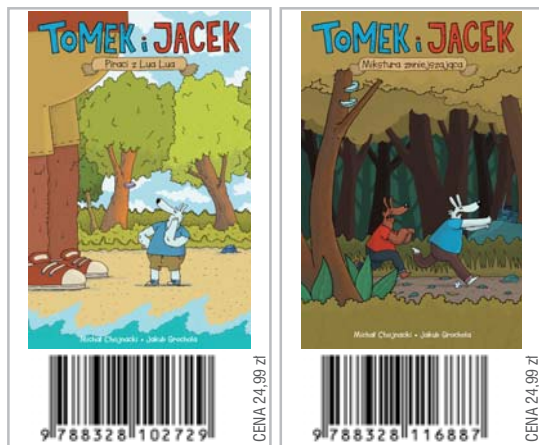 TOMEK i JACEK
Piraci z Lua Lua
Michał Chojnacki • Jakub Grochola
9 788328 102729
CENA 24,99 zł
TOMEK i JACEK
Mikstura zmniejszająca
Michał Chojnacki • Jakub Grochola
9 788328 116887
CENA 24,99 zł